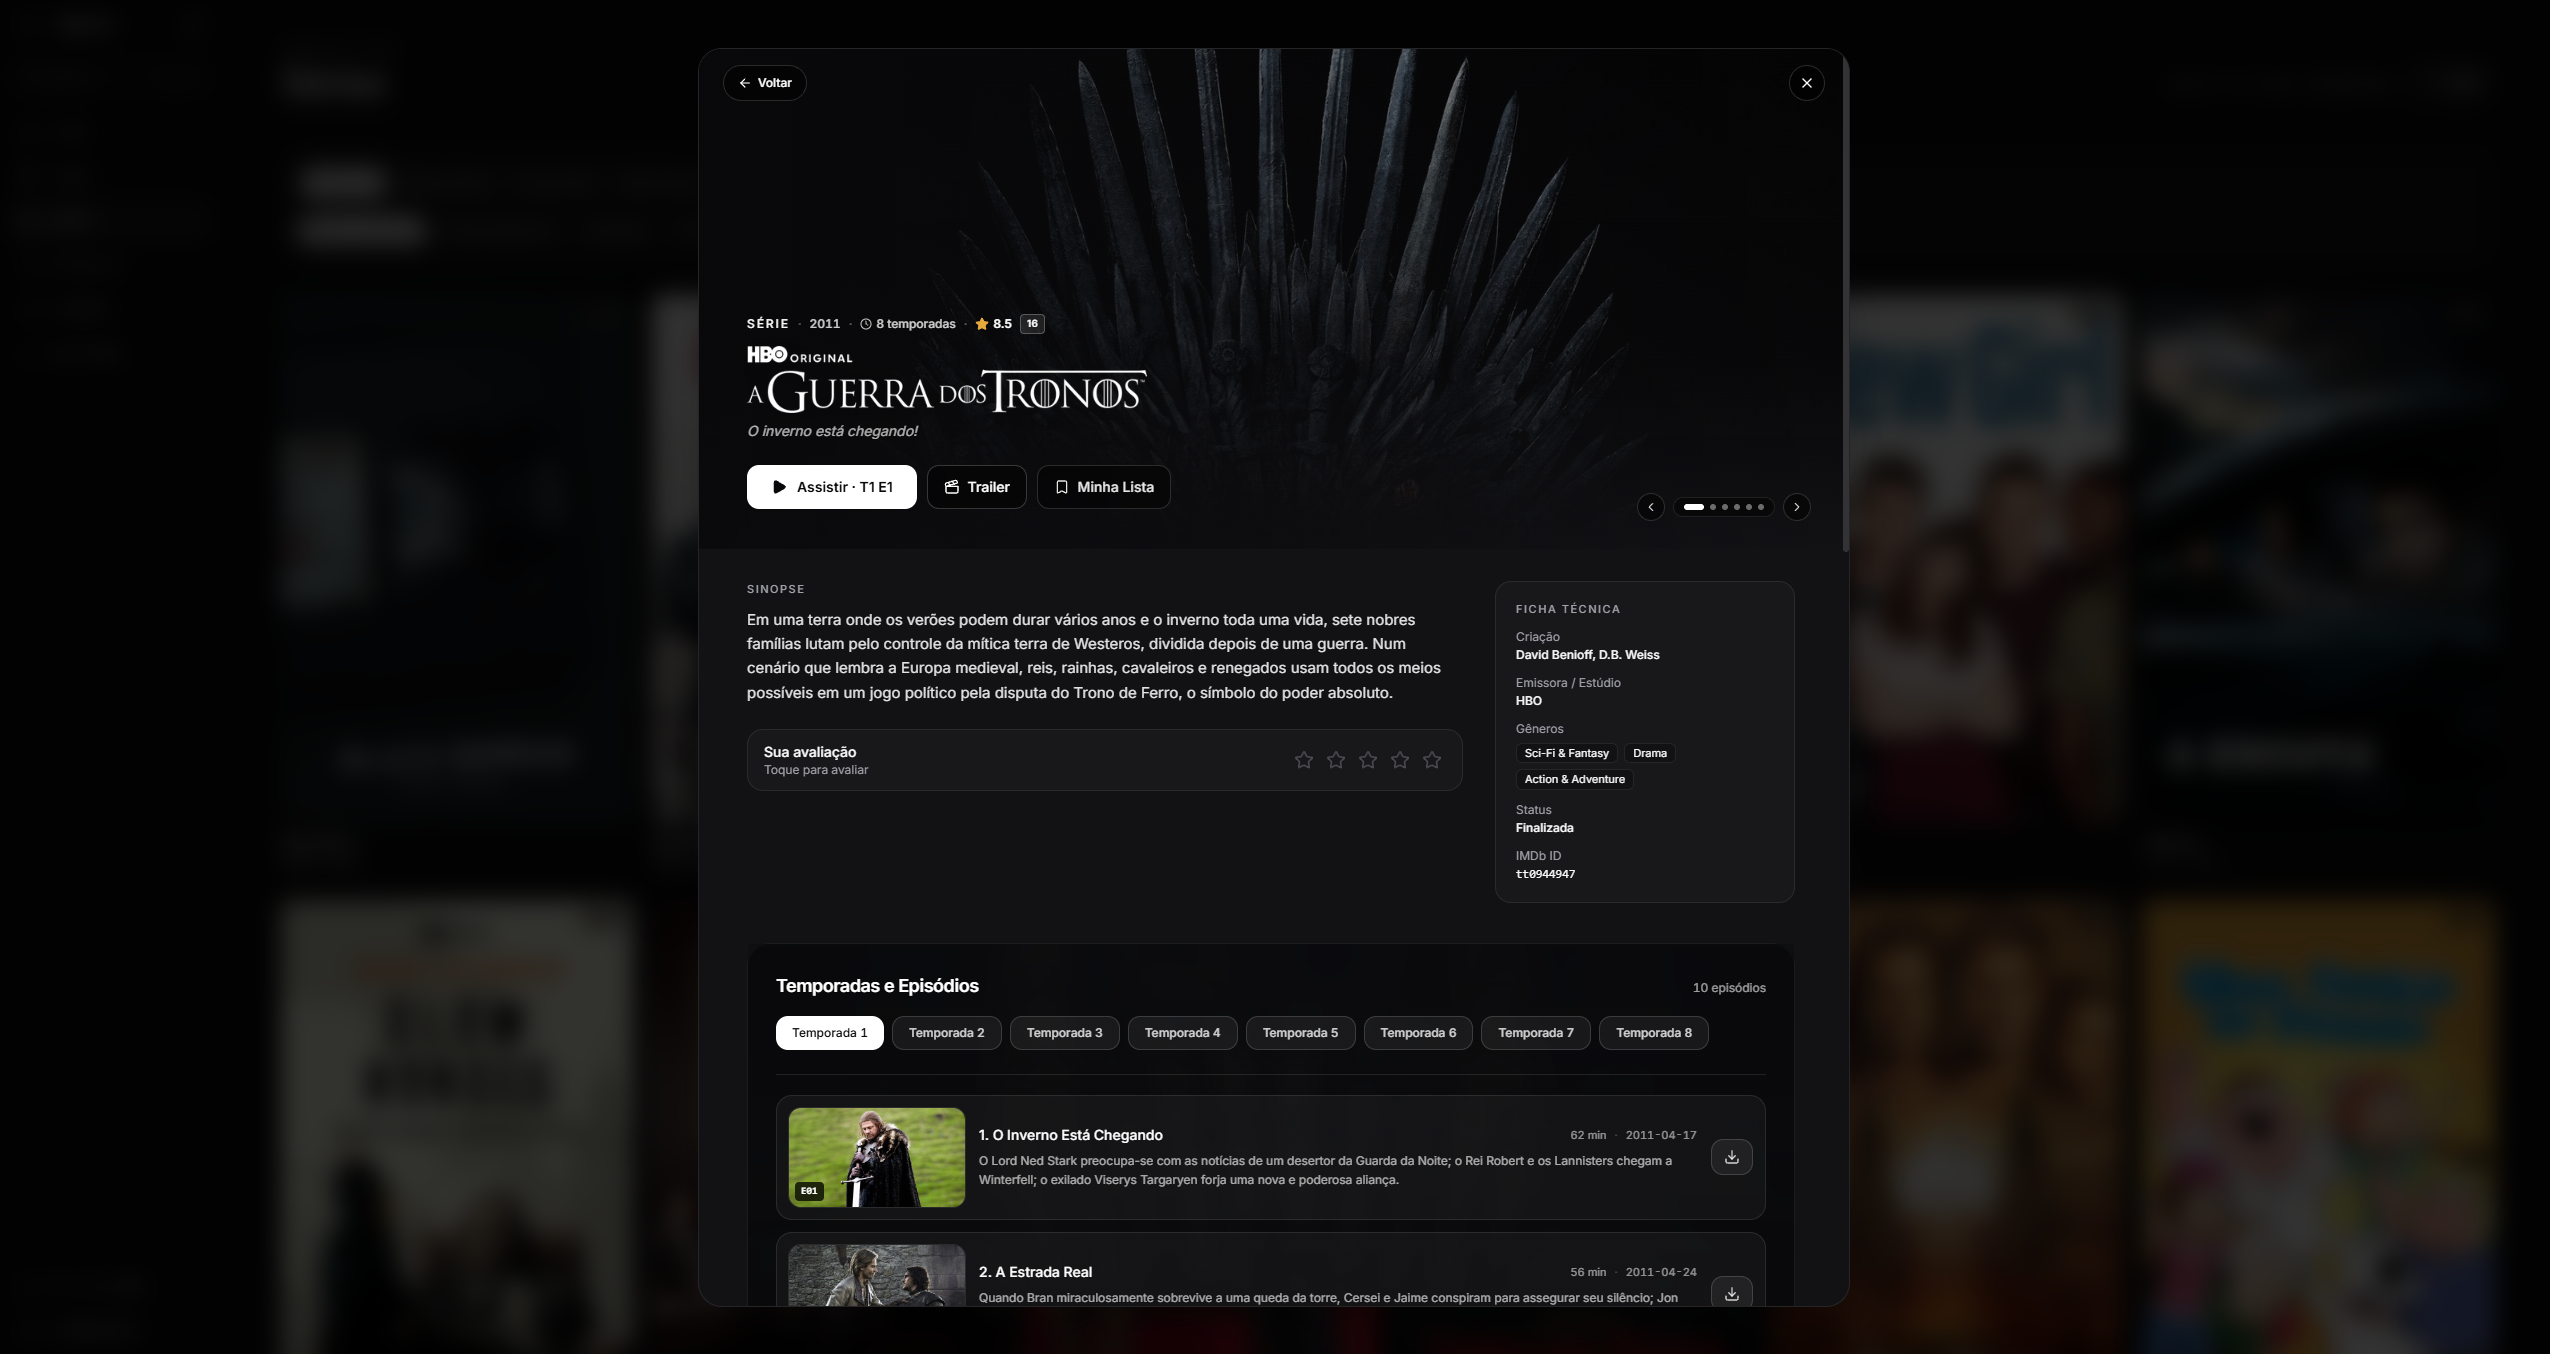 Voltar
SÉRIE · 2011 · 8 temporadas · 8.5 16
HBO ORIGINAL
A GUERRA DOS TRONOS
O inverno está chegando!
Assistir · T1 E1
Trailer
Minha Lista
SINOPSE
Em uma terra onde os verões podem durar vários anos e o inverno toda uma vida, sete nobres
famílias lutam pelo controle da mítica terra de Westeros, dividida depois de uma guerra. Num
cenário que lembra a Europa medieval, reis, rainhas, cavaleiros e renegados usam todos os meios
possíveis em um jogo político pela disputa do Trono de Ferro, o símbolo do poder absoluto.
Sua avaliação
Toque para avaliar
FICHA TÉCNICA
Criação
David Benioff, D.B. Weiss
Emissora / Estúdio
HBO
Gêneros
Sci-Fi & Fantasy
Drama
Action & Adventure
Status
Finalizada
IMDb ID
tt0944947
Temporadas e Episódios
10 episódios
Temporada 1
Temporada 2
Temporada 3
Temporada 4
Temporada 5
Temporada 6
Temporada 7
Temporada 8
E01
1. O Inverno Está Chegando
62 min · 2011-04-17
O Lord Ned Stark preocupa-se com as notícias de um desertor da Guarda da Noite; o Rei Robert e os Lannisters chegam a
Winterfell; o exilado Viserys Targaryen forja uma nova e poderosa aliança.
2. A Estrada Real
56 min · 2011-04-24
Quando Bran miraculosamente sobrevive a uma queda da torre, Cersei e Jaime conspiram para assegurar seu silêncio; Jon